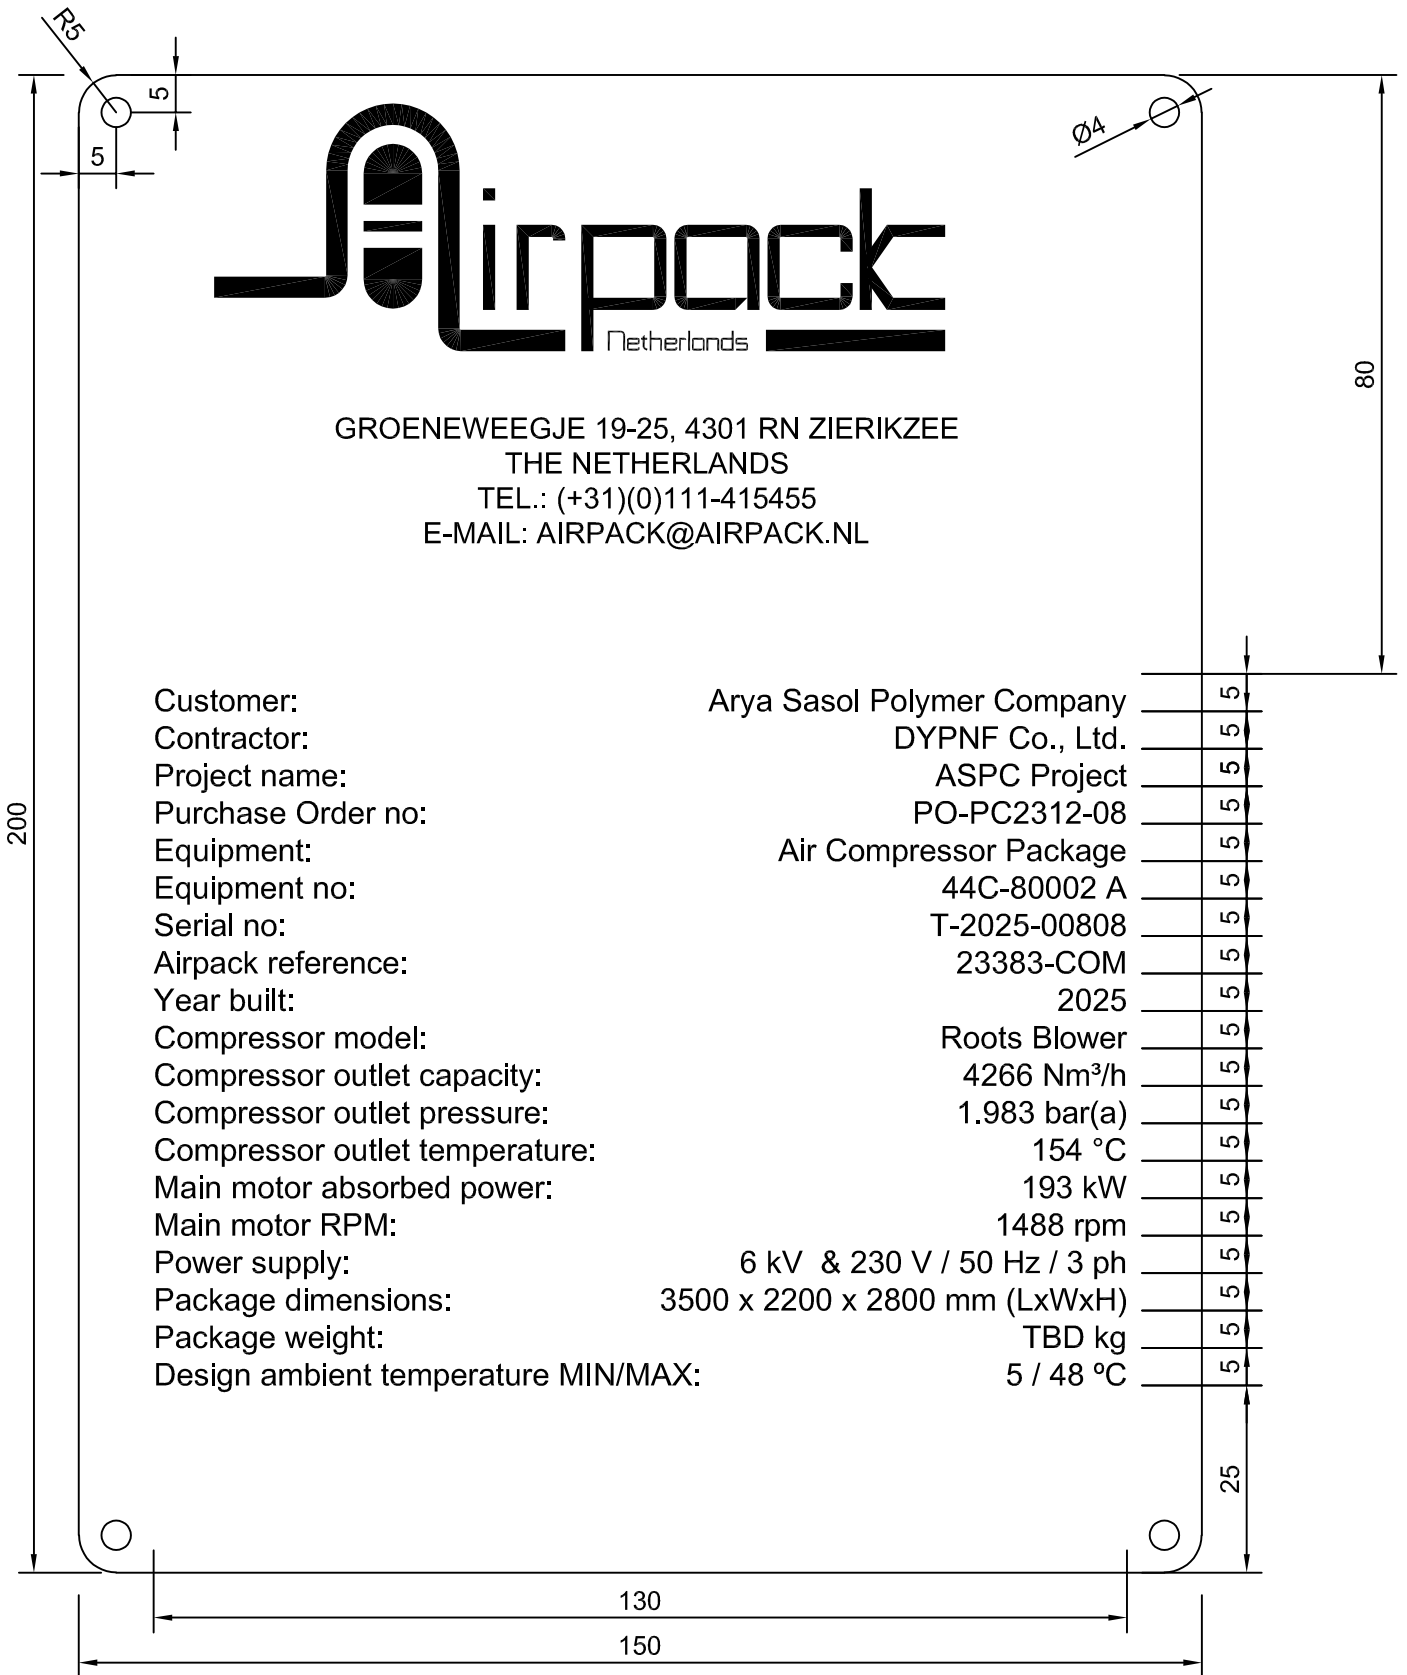 R5
5
5
Ø4
Airpack
Netherlands
80
GROENEWEEGJE 19-25, 4301 RN ZIERIKZEE
THE NETHERLANDS
TEL.: (+31)(0)111-415455
E-MAIL: AIRPACK@AIRPACK.NL
200
Customer: Arya Sasol Polymer Company 5
Contractor: DYPNF Co., Ltd. 5
Project name: ASPC Project 5
Purchase Order no: PO-PC2312-08 5
Equipment: Air Compressor Package 5
Equipment no: 44C-80002 A 5
Serial no: T-2025-00808 5
Airpack reference: 23383-COM 5
Year built: 2025 5
Compressor model: Roots Blower 5
Compressor outlet capacity: 4266 Nm³/h 5
Compressor outlet pressure: 1.983 bar(a) 5
Compressor outlet temperature: 154 °C 5
Main motor absorbed power: 193 kW 5
Main motor RPM: 1488 rpm 5
Power supply: 6 kV & 230 V / 50 Hz / 3 ph 5
Package dimensions: 3500 x 2200 x 2800 mm (LxWxH) 5
Package weight: TBD kg 5
Design ambient temperature MIN/MAX: 5 / 48 ºC 5
25
130
150